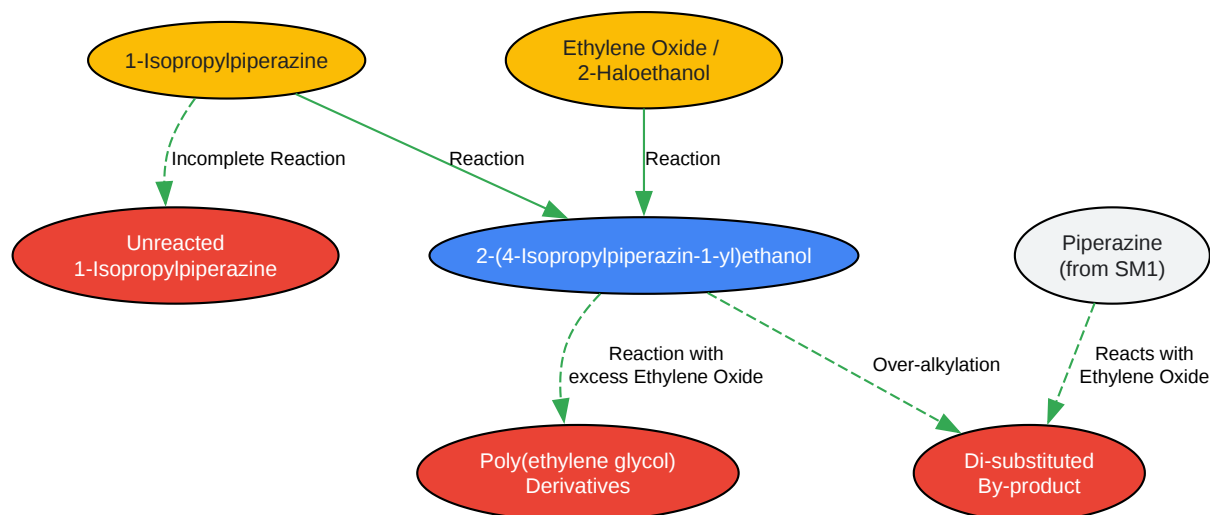 1-Isopropylpiperazine
Ethylene Oxide /
2-Haloethanol
Incomplete Reaction
Reaction
Reaction
Unreacted
1-Isopropylpiperazine
2-(4-Isopropylpiperazin-1-yl)ethanol
Piperazine
(from SM1)
Reaction with
excess Ethylene Oxide
Over-alkylation
Reacts with
Ethylene Oxide
Poly(ethylene glycol)
Derivatives
Di-substituted
By-product